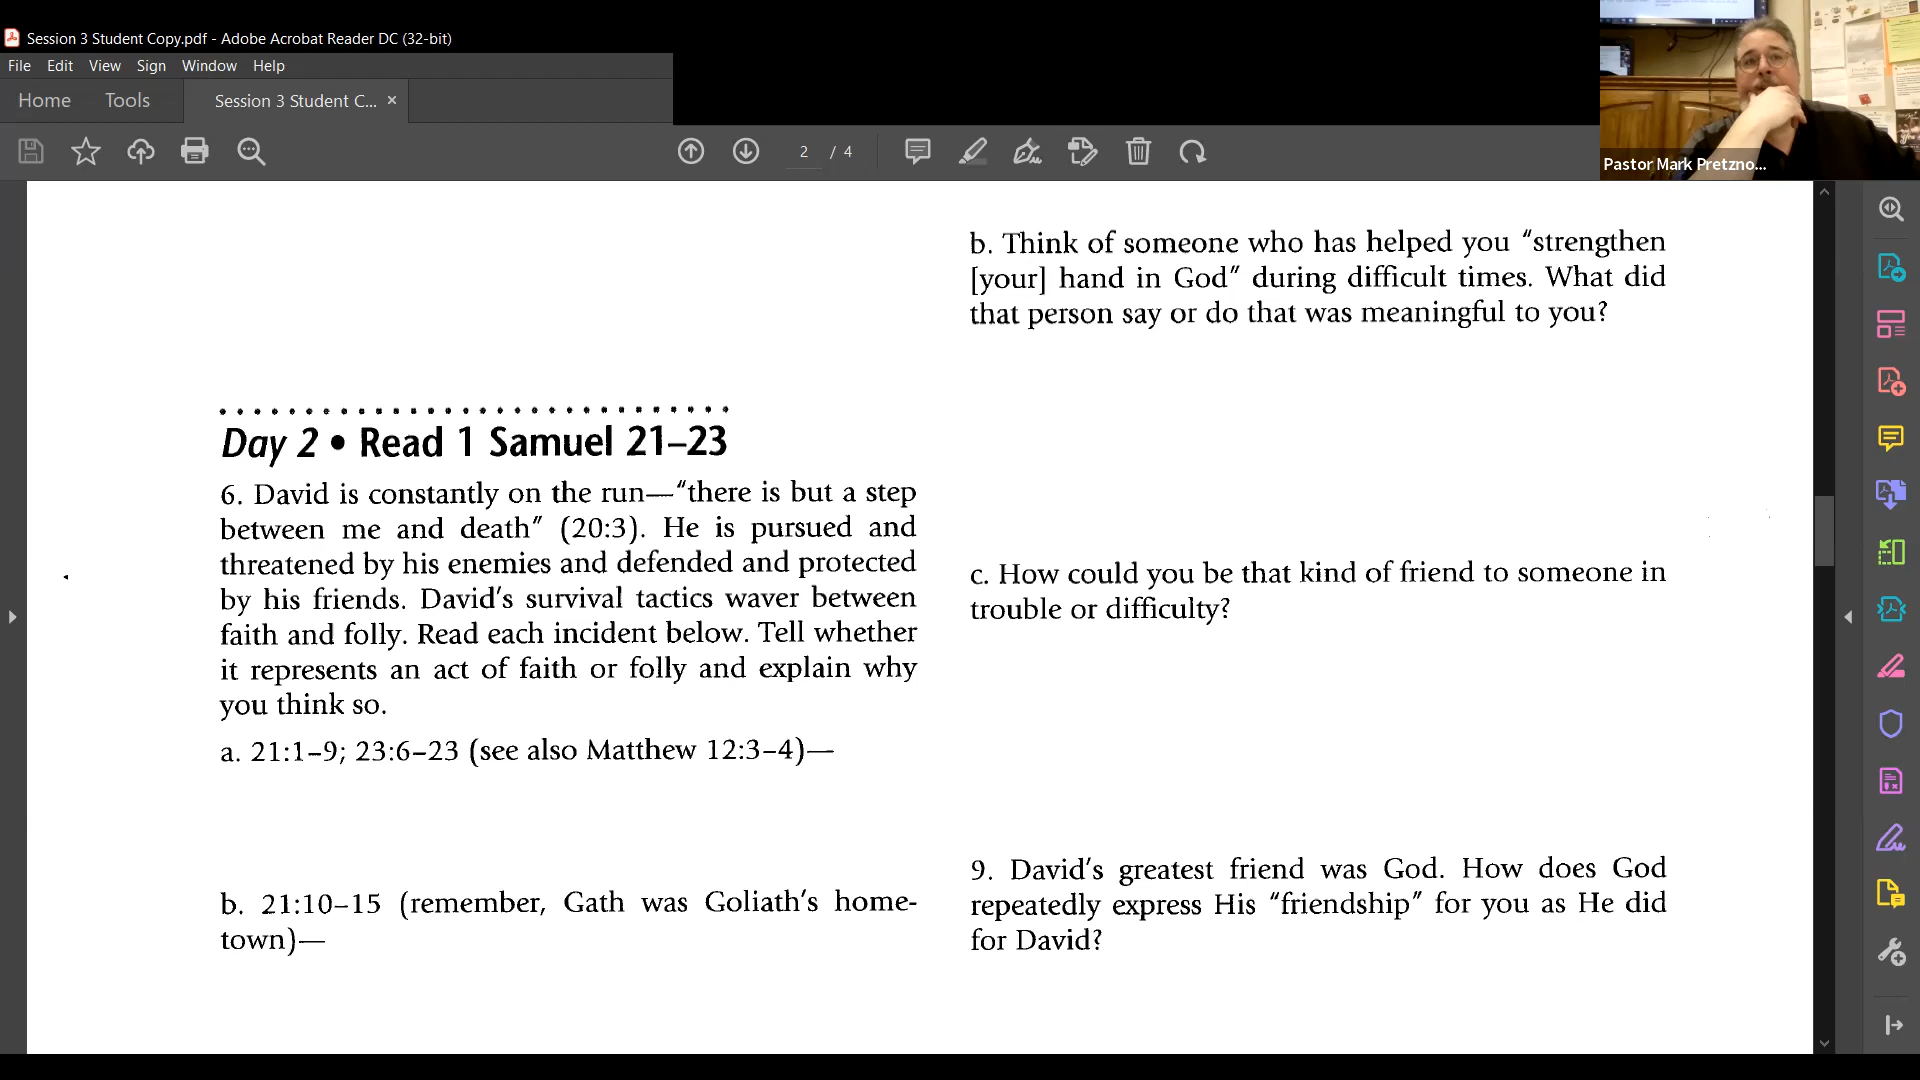 Session 3 Student Copy.pdf - Adobe Acrobat Reader DC (32-bit)
File Edit View Sign Window Help
Home Tools Session 3 Student C... ×
2 / 4
Pastor Mark Pretzno...
Day 2 • Read 1 Samuel 21–23
6. David is constantly on the run—“there is but a step
between me and death” (20:3). He is pursued and
threatened by his enemies and defended and protected
by his friends. David’s survival tactics waver between
faith and folly. Read each incident below. Tell whether
it represents an act of faith or folly and explain why
you think so.
a. 21:1–9; 23:6–23 (see also Matthew 12:3–4)—
b. 21:10–15 (remember, Gath was Goliath’s home-
town)—
b. Think of someone who has helped you “strengthen
[your] hand in God” during difficult times. What did
that person say or do that was meaningful to you?
c. How could you be that kind of friend to someone in
trouble or difficulty?
9. David’s greatest friend was God. How does God
repeatedly express His “friendship” for you as He did
for David?